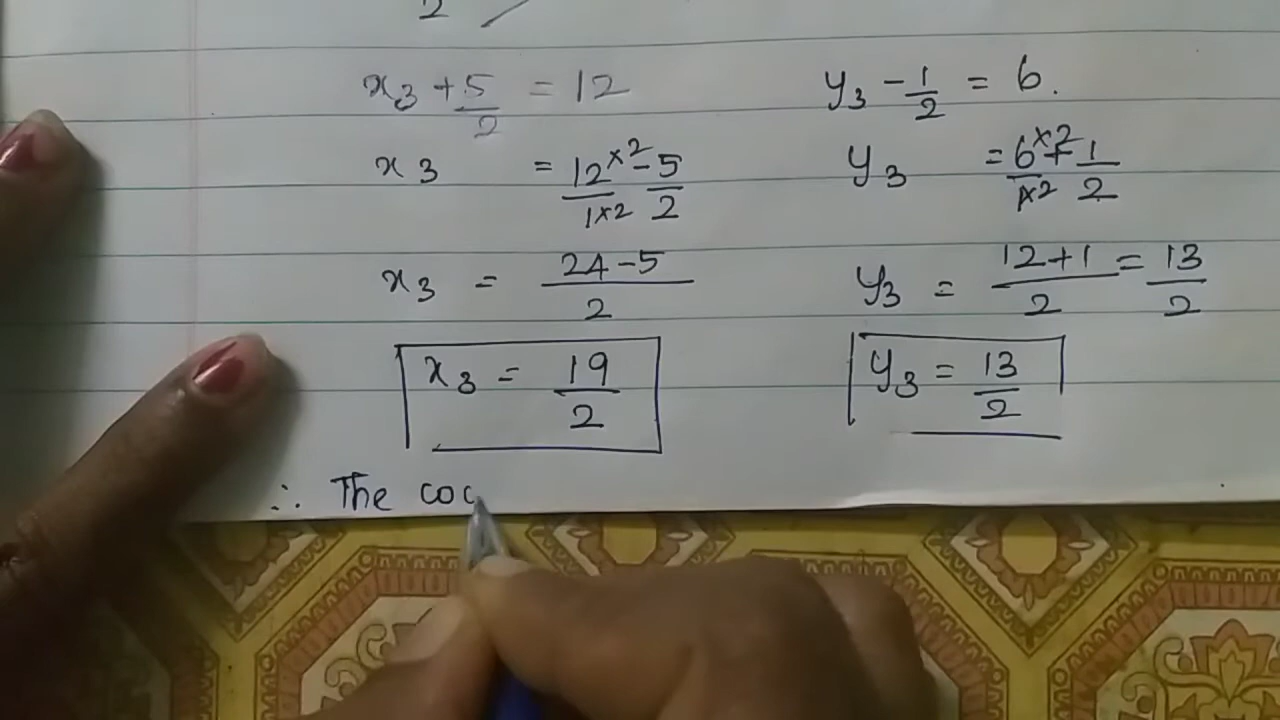 2
x₃ + 5/2 = 12 y₃ - 1/2 = 6.
x₃ = 12×2/1×2 - 5/2 y₃ = 6×2/1×2 + 1/2
x₃ = 24-5/2 y₃ = 12+1/2 = 13/2
x₃ = 19/2 y₃ = 13/2
∴ The coo